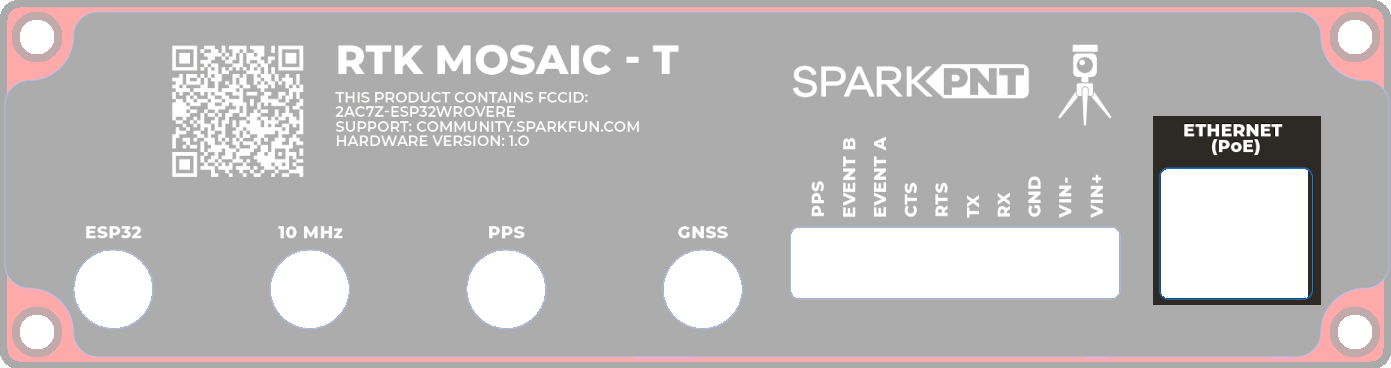 RTK MOSAIC - T
THIS PRODUCT CONTAINS FCCID:
2AC7Z-ESP32WROVERE
SUPPORT: COMMUNITY.SPARKFUN.COM
HARDWARE VERSION: 1.0
SPARKPNT
ETHERNET
(PoE)
PPS
EVENT B
EVENT A
CTS
RTS
TX
RX
GND
VIN-
VIN+
ESP32
10 MHz
PPS
GNSS